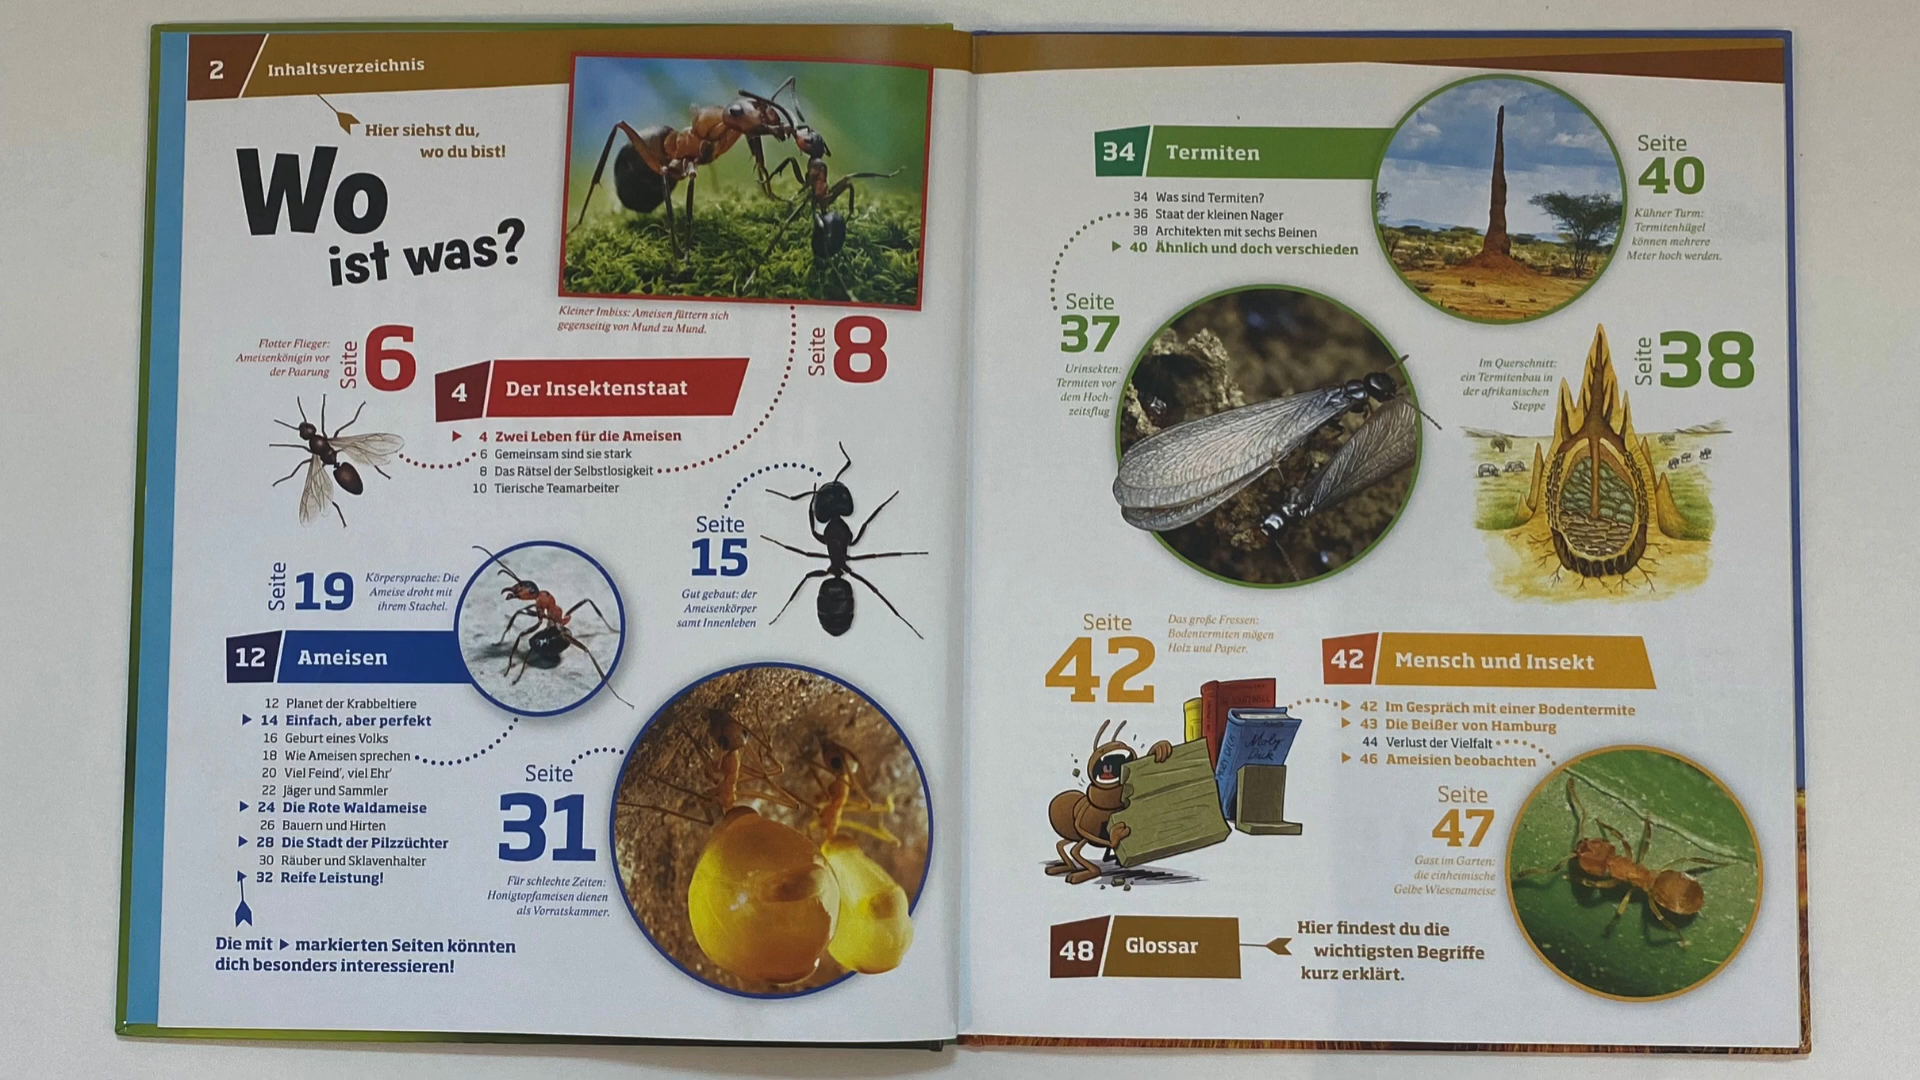 2
Inhaltsverzeichnis
Hier siehst du,
wo du bist!
Wo
ist was?
Kleiner Imbiss: Ameisen füttern sich
gegenseitig von Mund zu Mund.
Seite 8
Flotter Flieger:
Ameisenkönigin vor
der Paarung
Seite 6
4 Der Insektenstaat
▶ 4 Zwei Leben für die Ameisen
6 Gemeinsam sind sie stark
8 Das Rätsel der Selbstlosigkeit
10 Tierische Teamarbeiter
Seite
15
Gut gebaut: der
Ameisenkörper
samt Innenleben
Seite 19
Körpersprache: Die
Ameise droht mit
ihrem Stachel.
12 Ameisen
12 Planet der Krabbeltiere
▶ 14 Einfach, aber perfekt
16 Geburt eines Volks
18 Wie Ameisen sprechen
20 Viel Feind', viel Ehr'
22 Jäger und Sammler
▶ 24 Die Rote Waldameise
26 Bauern und Hirten
▶ 28 Die Stadt der Pilzzüchter
30 Räuber und Sklavenhalter
▶ 32 Reife Leistung!
Seite
31
Für schlechte Zeiten:
Honigtopfameisen dienen
als Vorratskammer.
Die mit ▶ markierten Seiten könnten
dich besonders interessieren!
34 Termiten
34 Was sind Termiten?
36 Staat der kleinen Nager
38 Architekten mit sechs Beinen
▶ 40 Ähnlich und doch verschieden
Seite
40
Kühner Turm:
Termitenhügel
können mehrere
Meter hoch werden.
Seite
37
Urinsekten:
Termiten vor
dem Hoch-
zeitsflug
Im Querschnitt:
ein Termitenbau in
der afrikanischen
Steppe
Seite 38
Seite
42
Das große Fressen:
Bodentermiten mögen
Holz und Papier.
Moby
Dick
MOBY DICK
42 Mensch und Insekt
▶ 42 Im Gespräch mit einer Bodentermite
▶ 43 Die Beißer von Hamburg
44 Verlust der Vielfalt
▶ 46 Ameisien beobachten
Seite
47
Gast im Garten:
die einheimische
Gelbe Wiesenameise
48 Glossar
Hier findest du die
wichtigsten Begriffe
kurz erklärt.